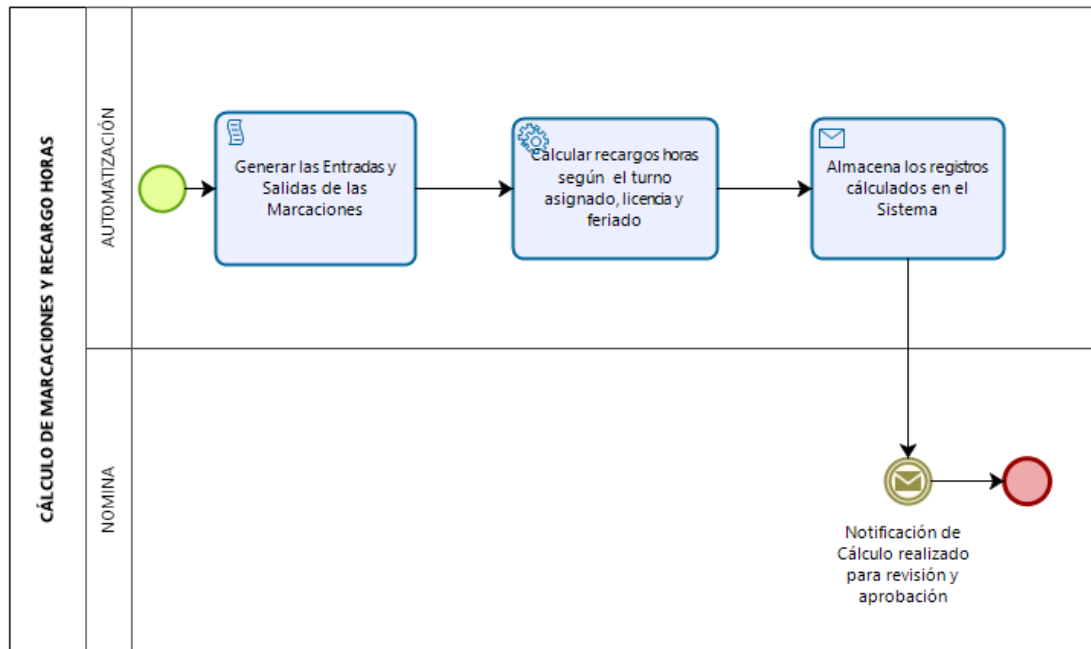 CÁLCULO DE MARCACIONES Y RECARGO HORAS
AUTOMATIZACIÓN
Generar las Entradas y
Salidas de las
Marcaciones
Calcular recargos horas
según el turno
asignado, licencia y
feriado
Almacena los registros
cálculados en el
Sistema
NOMINA
Notificación de
Cálculo realizado
para revisión y
aprobación